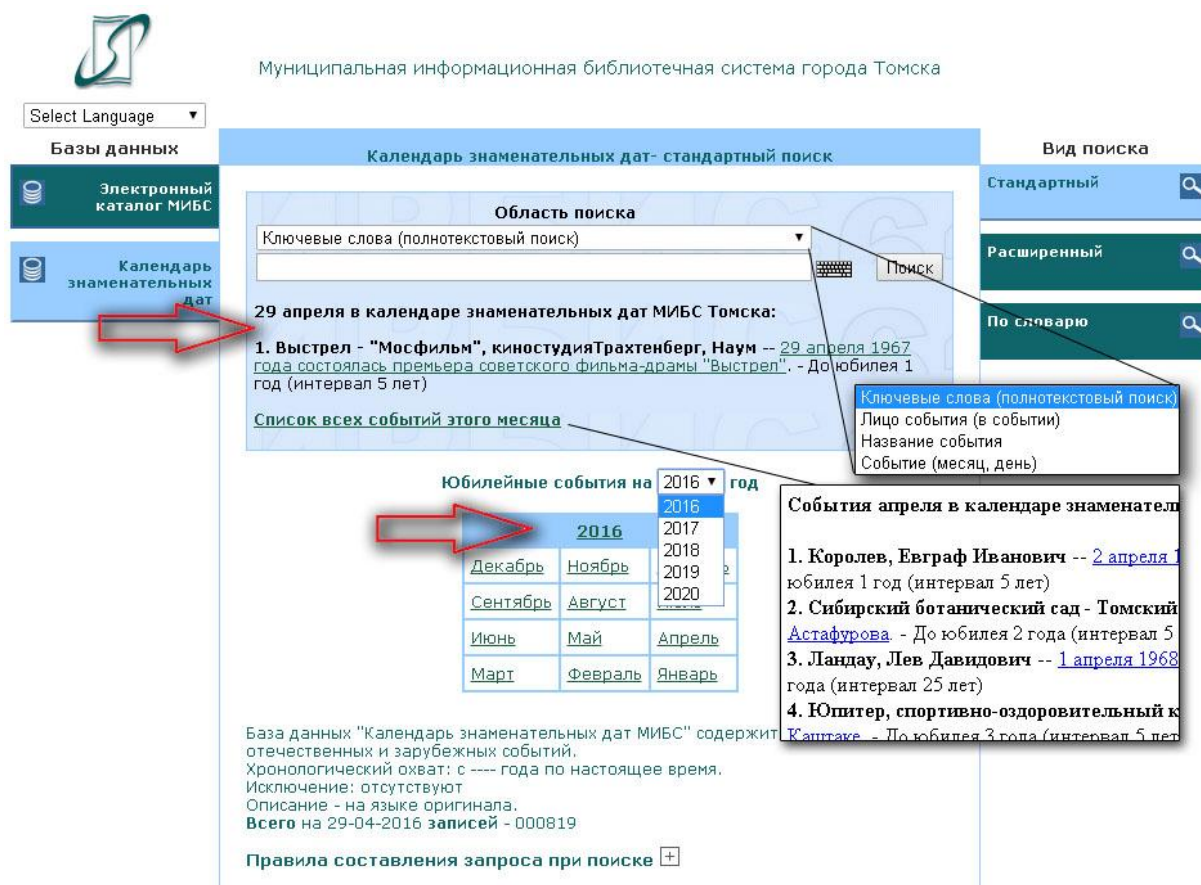 Муниципальная информационная библиотечная система города Томска
Select Language
Базы данных
Электронный
каталог МИБС
Календарь
знаменательных
дат
Календарь знаменательных дат- стандартный поиск
Область поиска
Ключевые слова (полнотекстовый поиск)
Поиск
29 апреля в календаре знаменательных дат МИБС Томска:
1. Выстрел - "Мосфильм", киностудияТрахтенберг, Наум -- 29 апреля 1967
года состоялась премьера советского фильма-драмы "Выстрел". - До юбилея 1
год (интервал 5 лет)
Список всех событий этого месяца
Вид поиска
Стандартный
Расширенный
По словарю
Ключевые слова (полнотекстовый поиск)
Лицо события (в событии)
Название события
Событие (месяц, день)
Юбилейные события на 2016 год
2016
2017
2018
2019
2020
2016
Декабрь Ноябрь
Сентябрь Август
Июнь Май Апрель
Март Февраль Январь
События апреля в календаре
1. Королев, Евграф Иванович -- 2 апреля
юбилея 1 год (интервал 5 лет)
2. Сибирский ботанический сад - Томский
Астафурова. - До юбилея 2 года (интервал 5
3. Ландау, Лев Давидович -- 1 апреля 1968
года (интервал 25 лет)
4. Юпитер, спортивно-оздоровительный
Каштаке. - До юбилея 3 года (интервал 5 лет
База данных "Календарь знаменательных дат МИБС" содержит
отечественных и зарубежных событий.
Хронологический охват: с ---- года по настоящее время.
Исключение: отсутствуют
Описание - на языке оригинала.
Всего на 29-04-2016 записей - 000819
Правила составления запроса при поиске